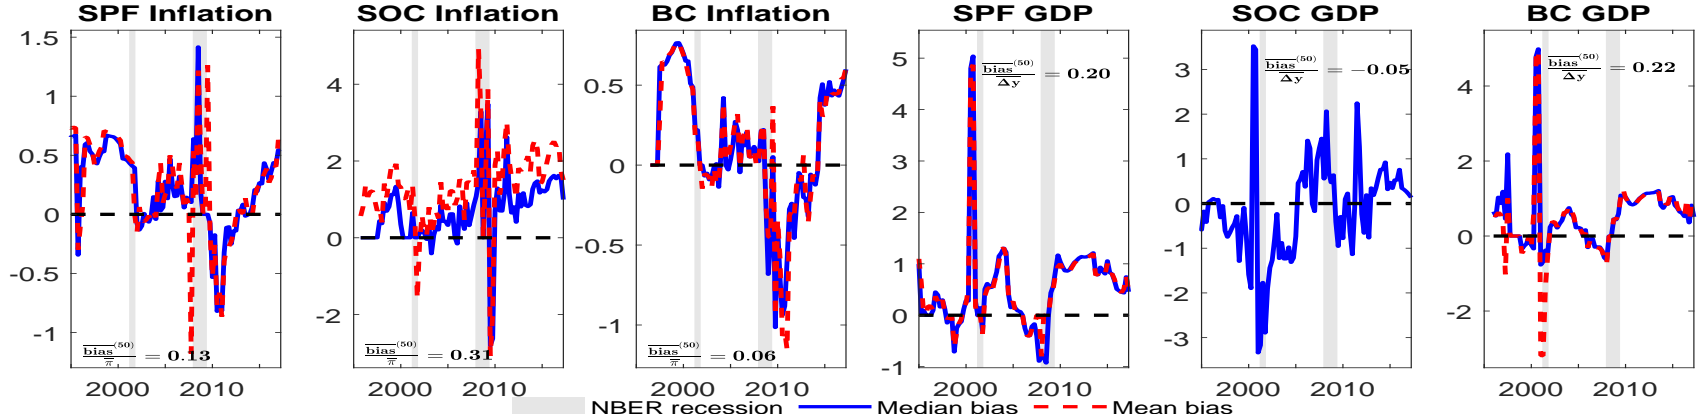 SPF Inflation
1.5
1
0.5
0
-0.5
-1
2000 2010
bias(50)/π = 0.13
SOC Inflation
4
2
0
-2
2000 2010
bias(50)/π = 0.31
BC Inflation
0.5
0
-0.5
-1
2000 2010
bias(50)/π = 0.06
SPF GDP
5
4
3
2
1
0
-1
2000 2010
bias(50)/Δy = 0.20
SOC GDP
3
2
1
0
-1
-2
-3
2000 2010
bias(50)/Δy = −0.05
BC GDP
4
2
0
-2
2000 2010
bias(50)/Δy = 0.22
NBER recession Median bias Mean bias